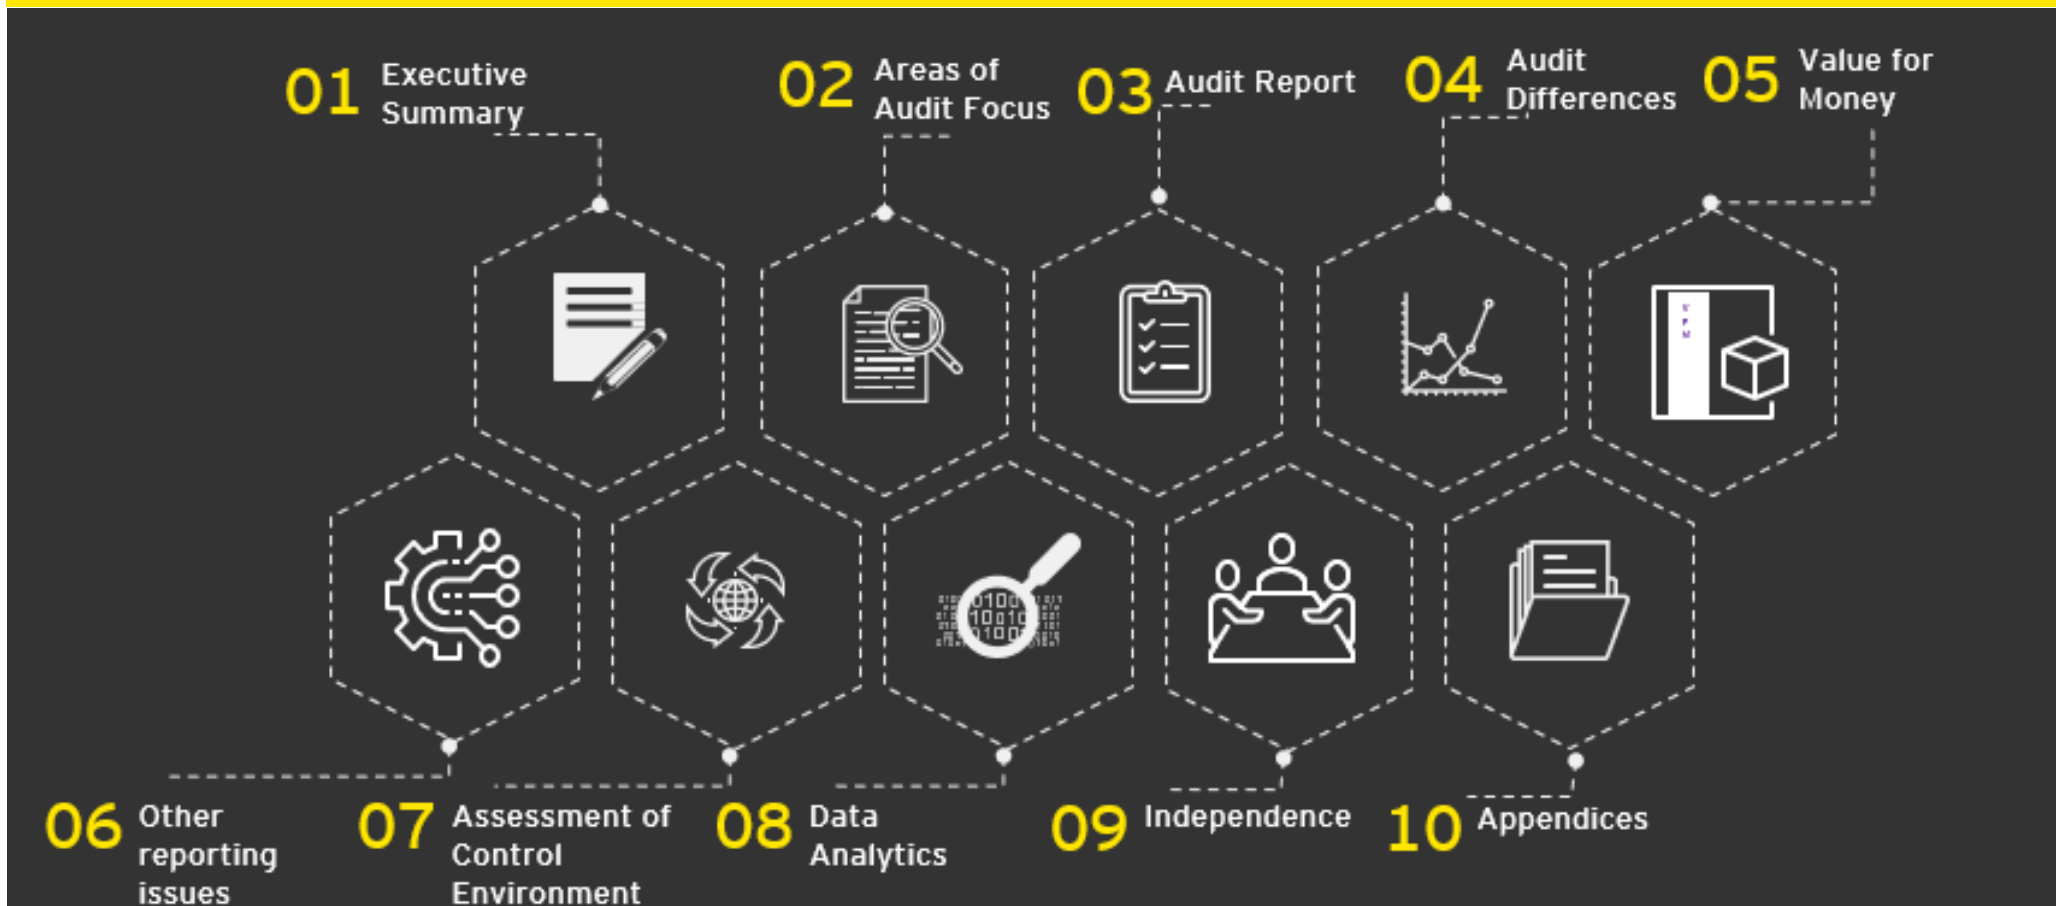 01 Executive
Summary
02 Areas of
Audit Focus
03 Audit Report
04 Audit
Differences
05 Value for
Money
06 Other
reporting
issues
07 Assessment of
Control
Environment
08 Data
Analytics
09 Independence
10 Appendices